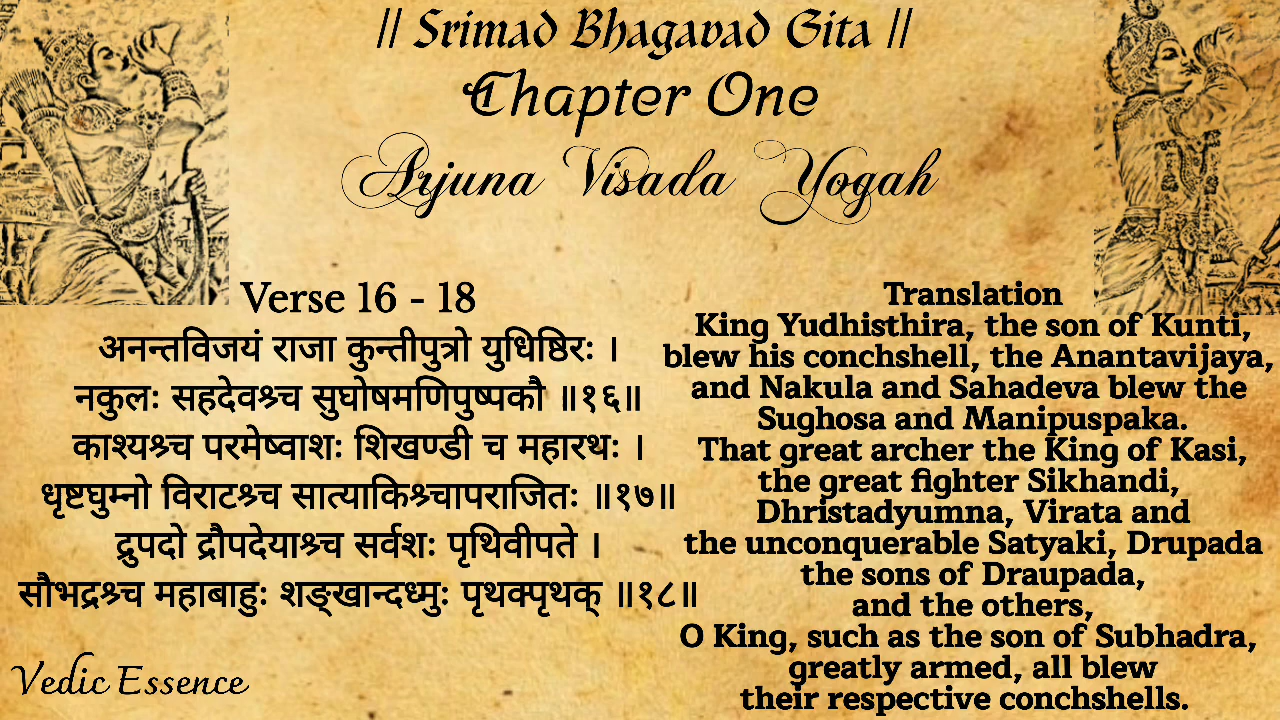 // Srimad Bhagavad Gita //
Chapter One
Arjuna Visada Yogah
Verse 16 - 18
अनन्तविजयं राजा कुन्तीपुत्रो युधिष्ठिरः ।
नकुलः सहदेवश्र्च सुघोषमणिपुष्पकौ ॥१६॥
काश्यश्र्च परमेष्वाशः शिखण्डी च महारथः ।
धृष्टघुम्नो विराटश्र्च सात्याकिश्र्चापराजितः ॥१७॥
द्रुपदो द्रौपदेयाश्र्च सर्वशः पृथिवीपते ।
सौभद्रश्र्च महाबाहुः शङ्खान्दध्मुः पृथक्पृथक् ॥१८॥
Translation
King Yudhisthira, the son of Kunti,
blew his conchshell, the Anantavijaya,
and Nakula and Sahadeva blew the
Sughosa and Manipuspaka.
That great archer the King of Kasi,
the great fighter Sikhandi,
Dhristadyumna, Virata and
the unconquerable Satyaki, Drupada
the sons of Draupada,
and the others,
O King, such as the son of Subhadra,
greatly armed, all blew
their respective conchshells.
Vedic Essence